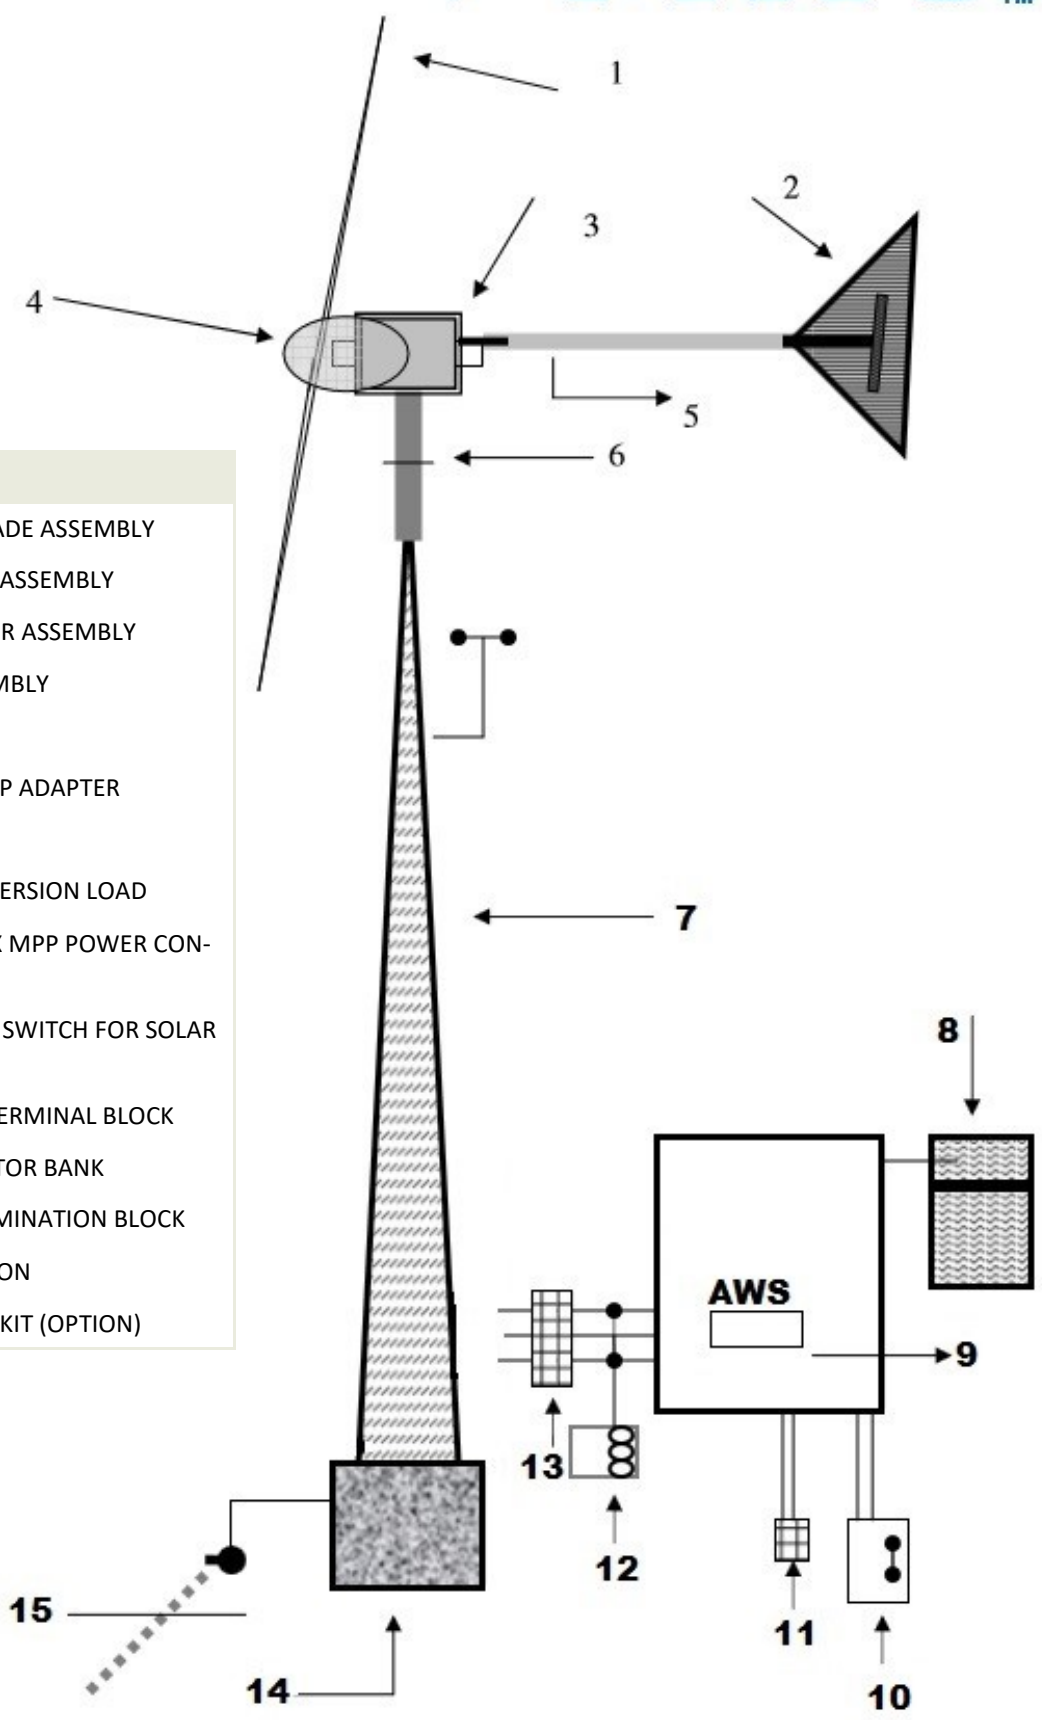 1
2
3
4
5
6
ADE ASSEMBLY
ASSEMBLY
R ASSEMBLY
MBLY
P ADAPTER
ERSION LOAD
7
X MPP POWER CON-
SWITCH FOR SOLAR
8
ERMINAL BLOCK
TOR BANK
MINATION BLOCK
ON
KIT (OPTION)
AWS
9
13
12
11
10
15
14